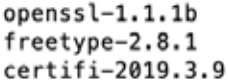 openssl-1.1.1b
freetype-2.8.1
certifi-2019.3.9